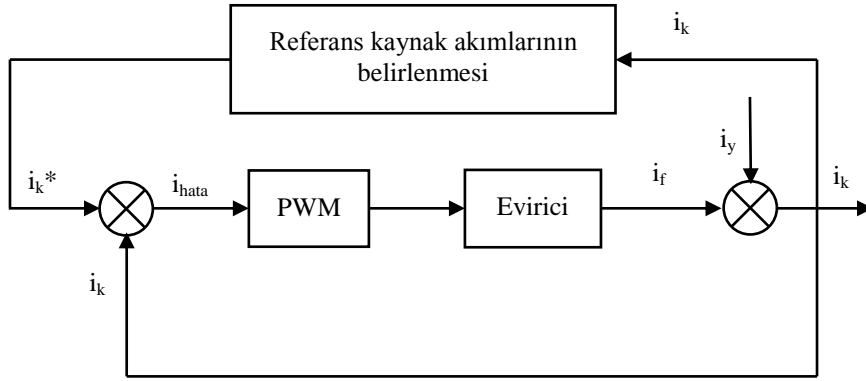 Referans kaynak akımlarının
belirlenmesi
i_k
i_y
i_k*
i_hata
PWM
Evirici
i_f
i_k
i_k